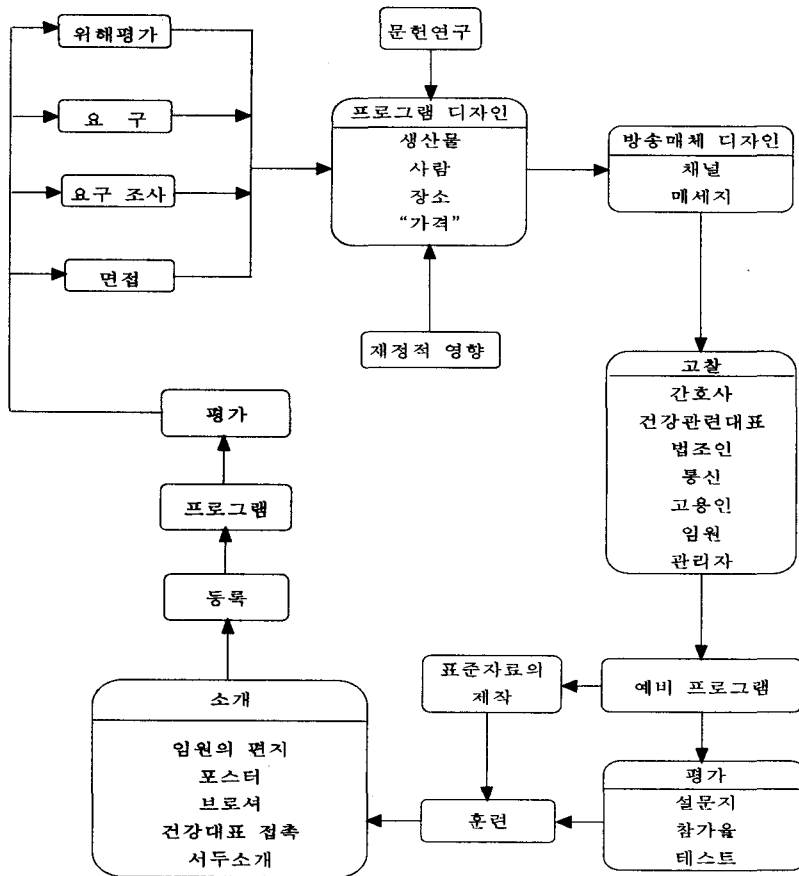 위해평가
요 구
요구 조사
면접
문헌연구
프로그램 디자인
생산물
사람
장소
“가격”
재정적 영향
방송매체 디자인
채널
메세지
고찰
간호사
건강관련대표
법조인
통신
고용인
임원
관리자
예비 프로그램
표준자료의
제작
평가
설문지
참가율
테스트
훈련
소개
임원의 편지
포스터
브로셔
건강대표 접촉
서두소개
등록
프로그램
평가